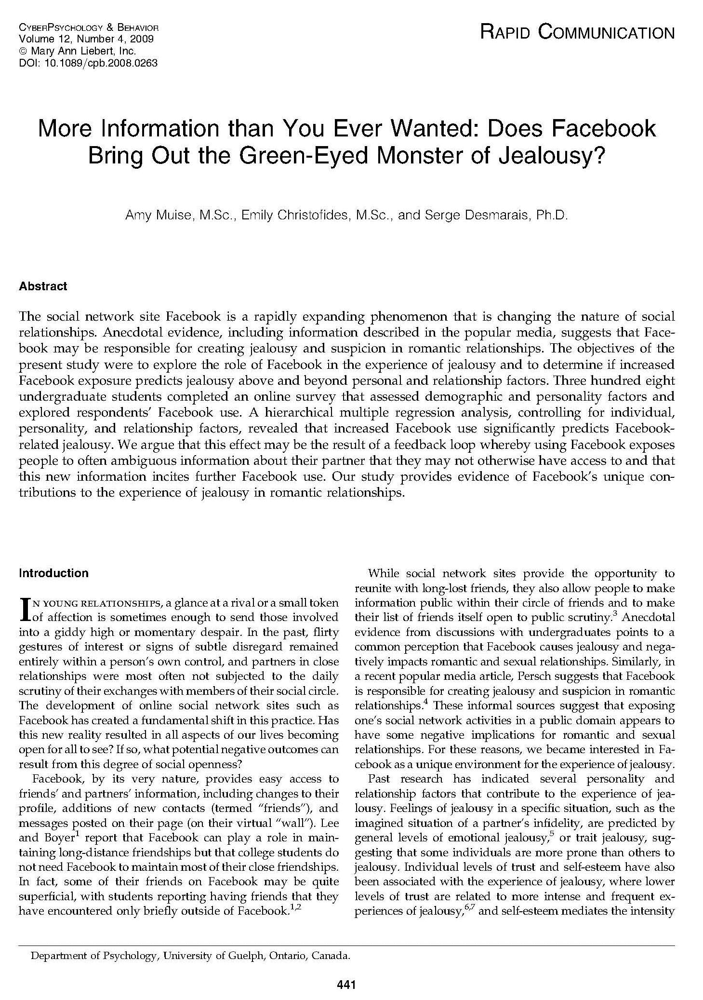 CYBERPSYCHOLOGY & BEHAVIOR
Volume 12, Number 4, 2009
© Mary Ann Liebert, Inc.
DOI: 10.1089/cpb.2008.0263
RAPID COMMUNICATION
More Information than You Ever Wanted: Does Facebook
Bring Out the Green-Eyed Monster of Jealousy?
Amy Muise, M.Sc., Emily Christofides, M.Sc., and Serge Desmarais, Ph.D.
Abstract
The social network site Facebook is a rapidly expanding phenomenon that is changing the nature of social
relationships. Anecdotal evidence, including information described in the popular media, suggests that Face-
book may be responsible for creating jealousy and suspicion in romantic relationships. The objectives of the
present study were to explore the role of Facebook in the experience of jealousy and to determine if increased
Facebook exposure predicts jealousy above and beyond personal and relationship factors. Three hundred eight
undergraduate students completed an online survey that assessed demographic and personality factors and
explored respondents' Facebook use. A hierarchical multiple regression analysis, controlling for individual,
personality, and relationship factors, revealed that increased Facebook use significantly predicts Facebook-
related jealousy. We argue that this effect may be the result of a feedback loop whereby using Facebook exposes
people to often ambiguous information about their partner that they may not otherwise have access to and that
this new information incites further Facebook use. Our study provides evidence of Facebook's unique con-
tributions to the experience of jealousy in romantic relationships.
Introduction
IN YOUNG RELATIONSHIPS, a glance at a rival or a small token
of affection is sometimes enough to send those involved
into a giddy high or momentary despair. In the past, flirty
gestures of interest or signs of subtle disregard remained
entirely within a person's own control, and partners in close
relationships were most often not subjected to the daily
scrutiny of their exchanges with members of their social circle.
The development of online social network sites such as
Facebook has created a fundamental shift in this practice. Has
this new reality resulted in all aspects of our lives becoming
open for all to see? If so, what potential negative outcomes can
result from this degree of social openness?
Facebook, by its very nature, provides easy access to
friends' and partners' information, including changes to their
profile, additions of new contacts (termed "friends"), and
messages posted on their page (on their virtual "wall"). Lee
and Boyer1 report that Facebook can play a role in main-
taining long-distance friendships but that college students do
not need Facebook to maintain most of their close friendships.
In fact, some of their friends on Facebook may be quite
superficial, with students reporting having friends that they
have encountered only briefly outside of Facebook.1,2
While social network sites provide the opportunity to
reunite with long-lost friends, they also allow people to make
information public within their circle of friends and to make
their list of friends itself open to public scrutiny.3 Anecdotal
evidence from discussions with undergraduates points to a
common perception that Facebook causes jealousy and nega-
tively impacts romantic and sexual relationships. Similarly, in
a recent popular media article, Persch suggests that Facebook
is responsible for creating jealousy and suspicion in romantic
relationships.4 These informal sources suggest that exposing
one's social network activities in a public domain appears to
have some negative implications for romantic and sexual
relationships. For these reasons, we became interested in Fa-
cebook as a unique environment for the experience of jealousy.
Past research has indicated several personality and
relationship factors that contribute to the experience of jea-
lousy. Feelings of jealousy in a specific situation, such as the
imagined situation of a partner's infidelity, are predicted by
general levels of emotional jealousy,5 or trait jealousy, sug-
gesting that some individuals are more prone than others to
jealousy. Individual levels of trust and self-esteem have also
been associated with the experience of jealousy, where lower
levels of trust are related to more intense and frequent ex-
periences of jealousy,6,7 and self-esteem mediates the intensity
Department of Psychology, University of Guelph, Ontario, Canada.
441